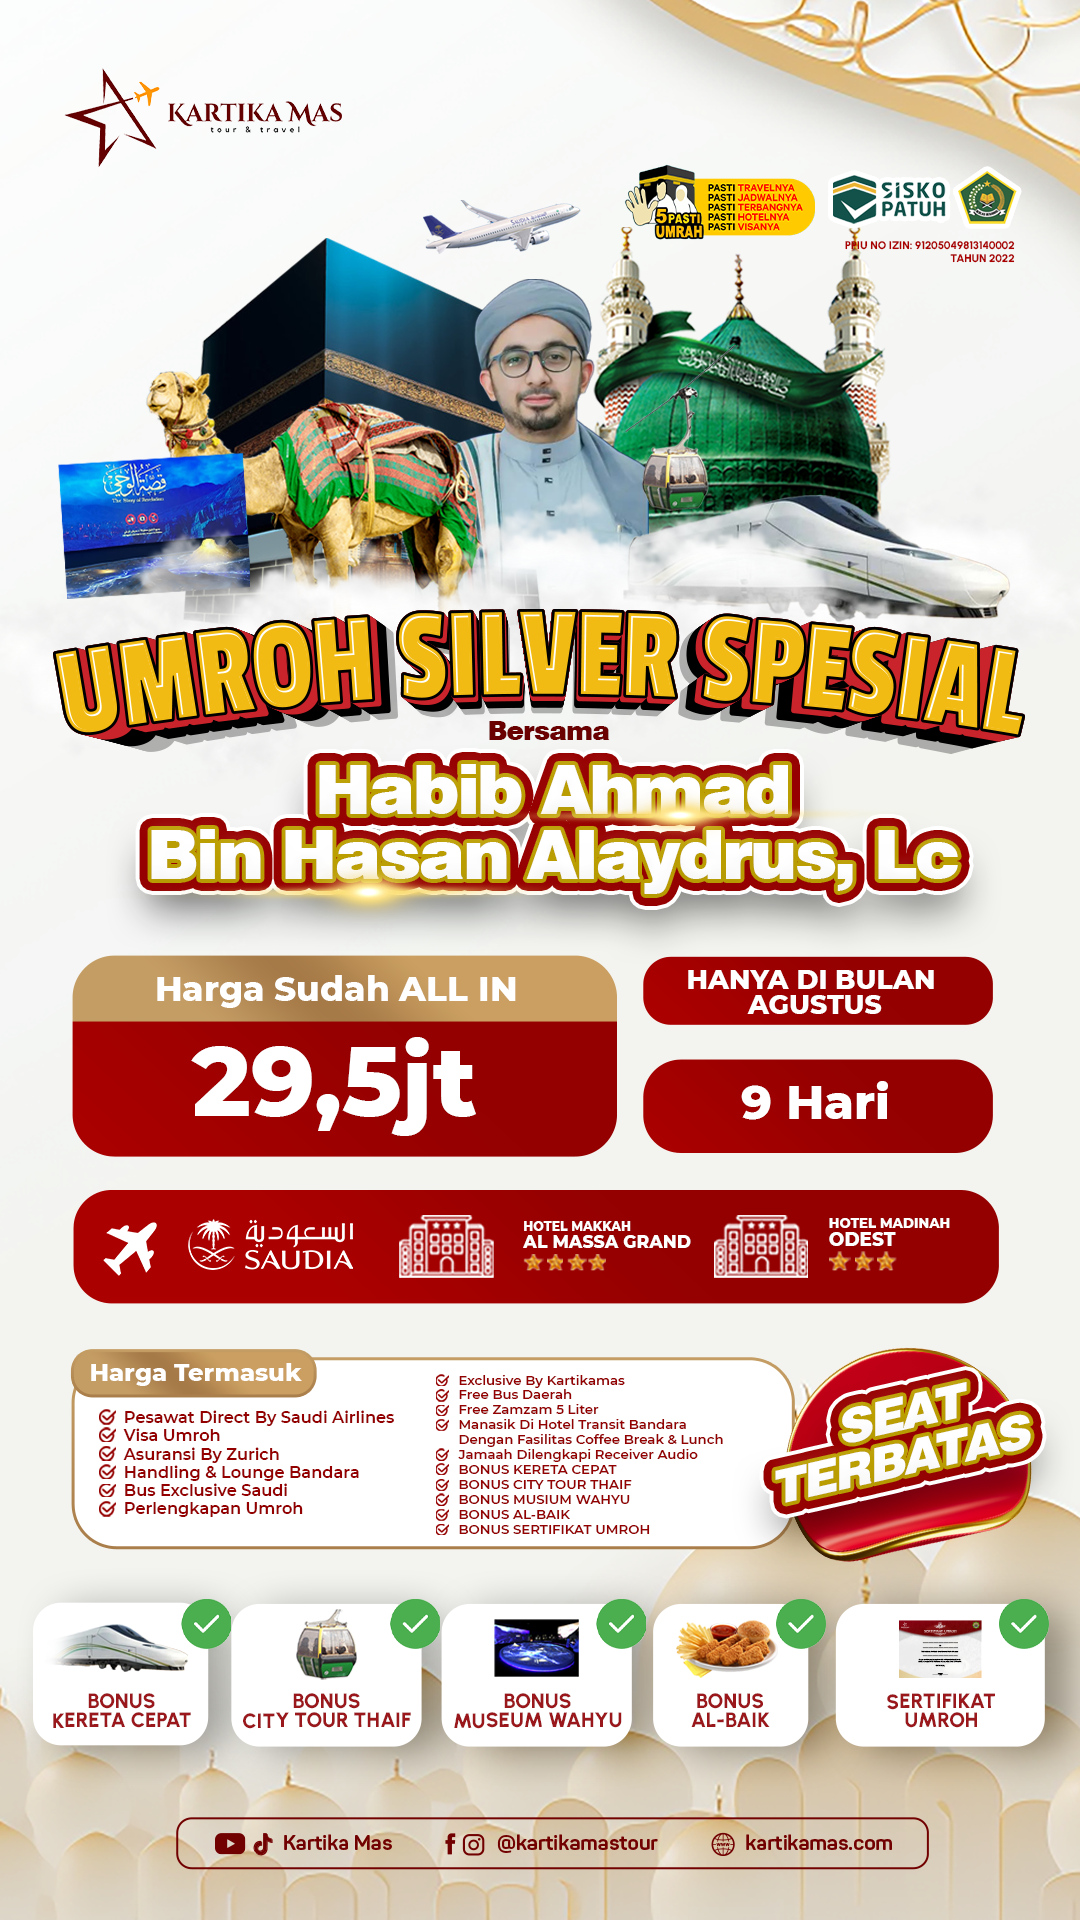 KARTIKA MAS
tour & travel
5 PASTI
UMRAH
PASTI TRAVELNYA
PASTI JADWALNYA
PASTI TERBANGNYA
PASTI HOTELNYA
PASTI VISANYA
SISKO
PATUH
PPIU NO IZIN: 91205049813140002
TAHUN 2022
قصة الوحي
The Story of Revelation
UMROH SILVER SPESIAL
Bersama
Habib Ahmad
Bin Hasan Alaydrus, Lc
Harga Sudah ALL IN
29,5jt
HANYA DI BULAN
AGUSTUS
9 Hari
السعودية
SAUDIA
HOTEL MAKKAH
AL MASSA GRAND
HOTEL MADINAH
ODEST
Harga Termasuk
Pesawat Direct By Saudi Airlines
Visa Umroh
Asuransi By Zurich
Handling & Lounge Bandara
Bus Exclusive Saudi
Perlengkapan Umroh
Exclusive By Kartikamas
Free Bus Daerah
Free Zamzam 5 Liter
Manasik Di Hotel Transit Bandara
Dengan Fasilitas Coffee Break & Lunch
Jamaah Dilengkapi Receiver Audio
BONUS KERETA CEPAT
BONUS CITY TOUR THAIF
BONUS MUSIUM WAHYU
BONUS AL-BAIK
BONUS SERTIFIKAT UMROH
SEAT
TERBATAS
BONUS
KERETA CEPAT
BONUS
CITY TOUR THAIF
BONUS
MUSEUM WAHYU
BONUS
AL-BAIK
SERTIFIKAT
UMROH
Kartika Mas
@kartikamastour
kartikamas.com